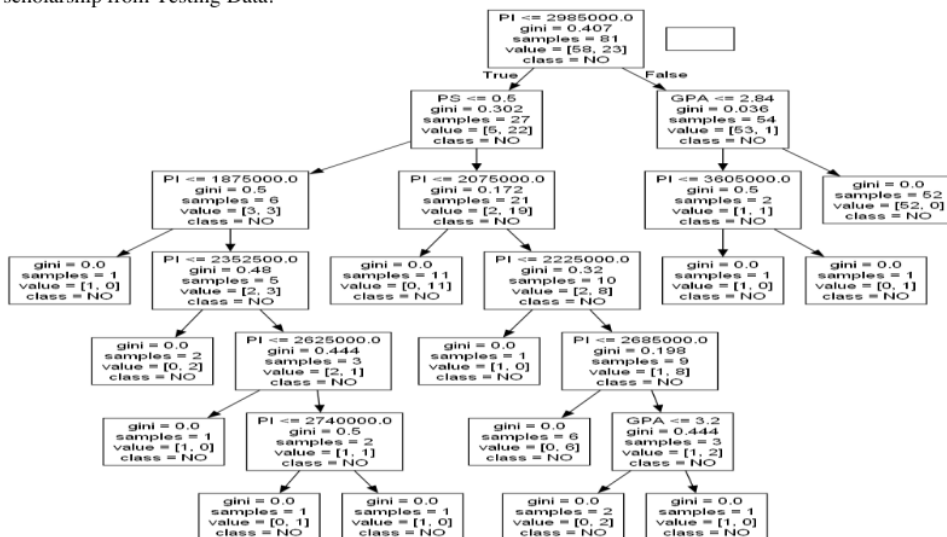 scholarship from Testing Data.
PI <= 2985000.0
gini = 0.407
samples = 81
value = [58, 23]
class = NO
True
False
PS <= 0.5
gini = 0.302
samples = 27
value = [5, 22]
class = NO
GPA <= 2.84
gini = 0.036
samples = 54
value = [53, 1]
class = NO
PI <= 1875000.0
gini = 0.5
samples = 6
value = [3, 3]
class = NO
PI <= 2075000.0
gini = 0.172
samples = 21
value = [2, 19]
class = NO
PI <= 3605000.0
gini = 0.5
samples = 2
value = [1, 1]
class = NO
gini = 0.0
samples = 52
value = [52, 0]
class = NO
gini = 0.0
samples = 1
value = [1, 0]
class = NO
PI <= 2352500.0
gini = 0.48
samples = 5
value = [2, 3]
class = NO
gini = 0.0
samples = 11
value = [0, 11]
class = NO
PI <= 2225000.0
gini = 0.32
samples = 10
value = [2, 8]
class = NO
gini = 0.0
samples = 1
value = [1, 0]
class = NO
gini = 0.0
samples = 1
value = [0, 1]
class = NO
gini = 0.0
samples = 2
value = [0, 2]
class = NO
PI <= 2625000.0
gini = 0.444
samples = 3
value = [2, 1]
class = NO
gini = 0.0
samples = 1
value = [1, 0]
class = NO
PI <= 2685000.0
gini = 0.198
samples = 9
value = [1, 8]
class = NO
gini = 0.0
samples = 1
value = [1, 0]
class = NO
PI <= 2740000.0
gini = 0.5
samples = 2
value = [1, 1]
class = NO
gini = 0.0
samples = 6
value = [0, 6]
class = NO
GPA <= 3.2
gini = 0.444
samples = 3
value = [1, 2]
class = NO
gini = 0.0
samples = 1
value = [0, 1]
class = NO
gini = 0.0
samples = 1
value = [1, 0]
class = NO
gini = 0.0
samples = 2
value = [0, 2]
class = NO
gini = 0.0
samples = 1
value = [1, 0]
class = NO